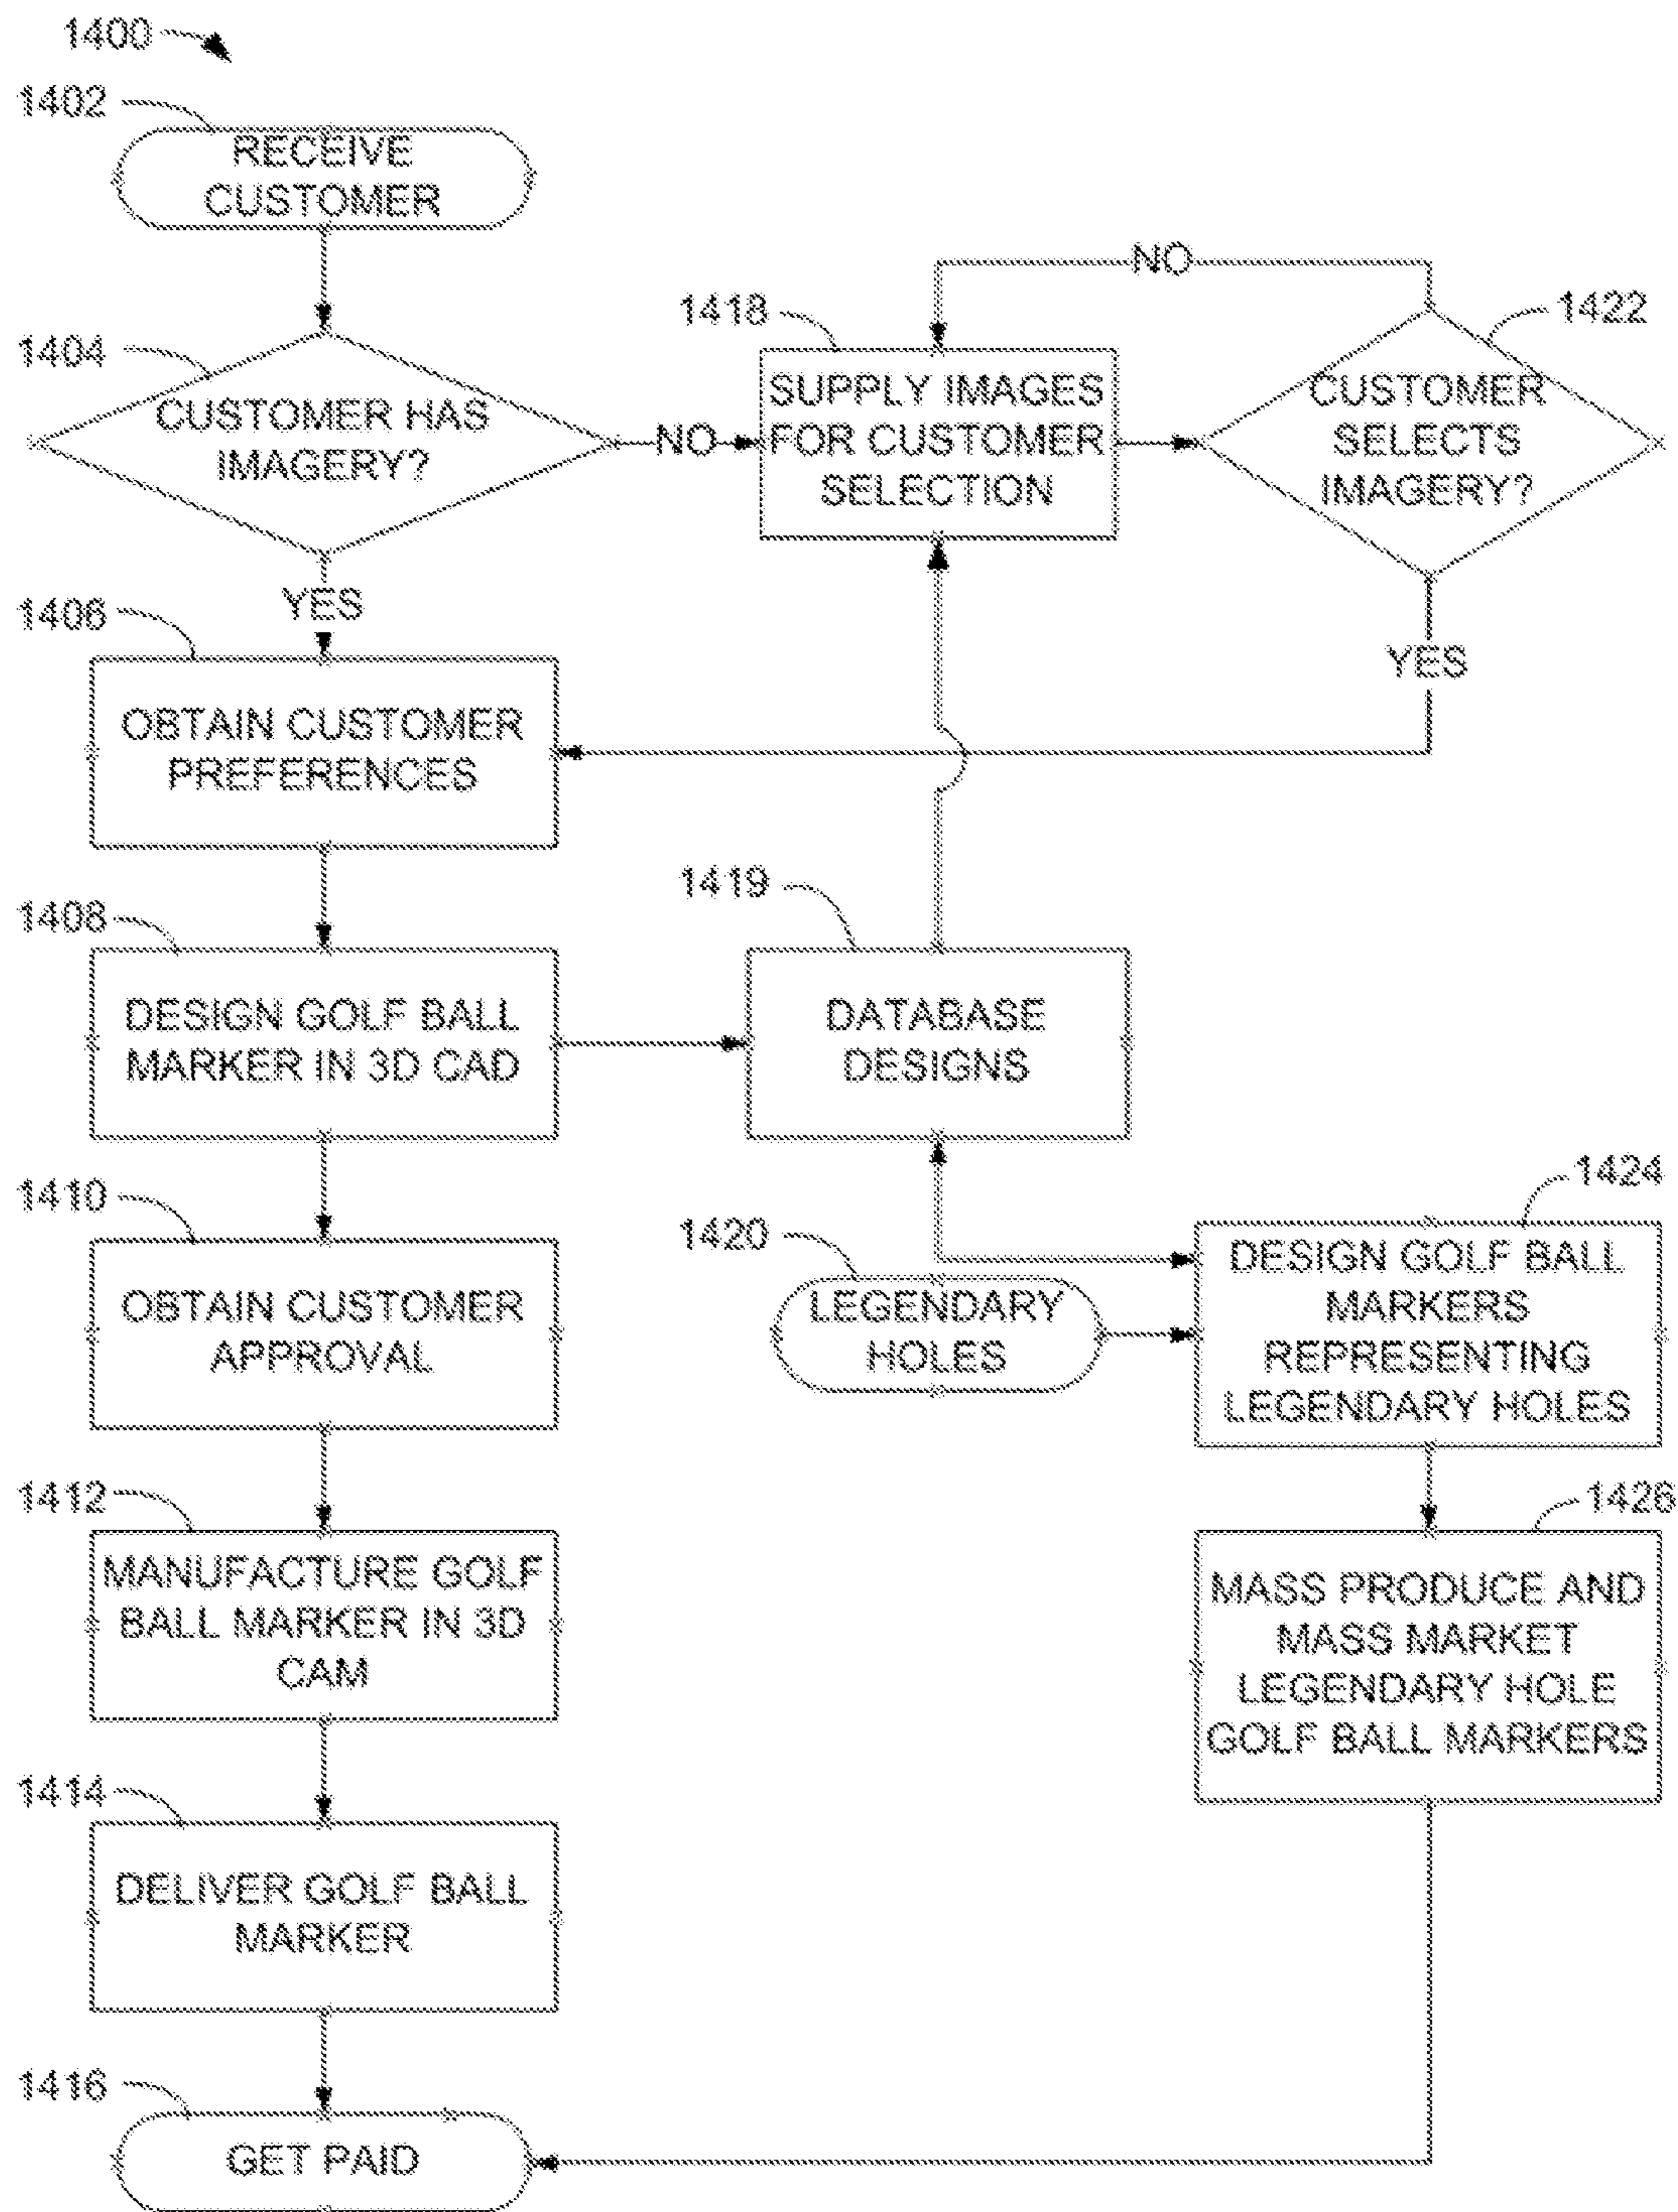 1400
1402
RECEIVE
CUSTOMER
1404
CUSTOMER HAS
IMAGERY?
NO
1418
SUPPLY IMAGES
FOR CUSTOMER
SELECTION
NO
1422
CUSTOMER
SELECTS
IMAGERY?
YES
YES
1406
OBTAIN CUSTOMER
PREFERENCES
1408
DESIGN GOLF BALL
MARKER IN 3D CAD
1419
DATABASE
DESIGNS
1410
OBTAIN CUSTOMER
APPROVAL
1420
LEGENDARY
HOLES
1424
DESIGN GOLF BALL
MARKERS
REPRESENTING
LEGENDARY HOLES
1412
MANUFACTURE GOLF
BALL MARKER IN 3D
CAM
1426
MASS PRODUCE AND
MASS MARKET
LEGENDARY HOLE
GOLF BALL MARKERS
1414
DELIVER GOLF BALL
MARKER
1416
GET PAID